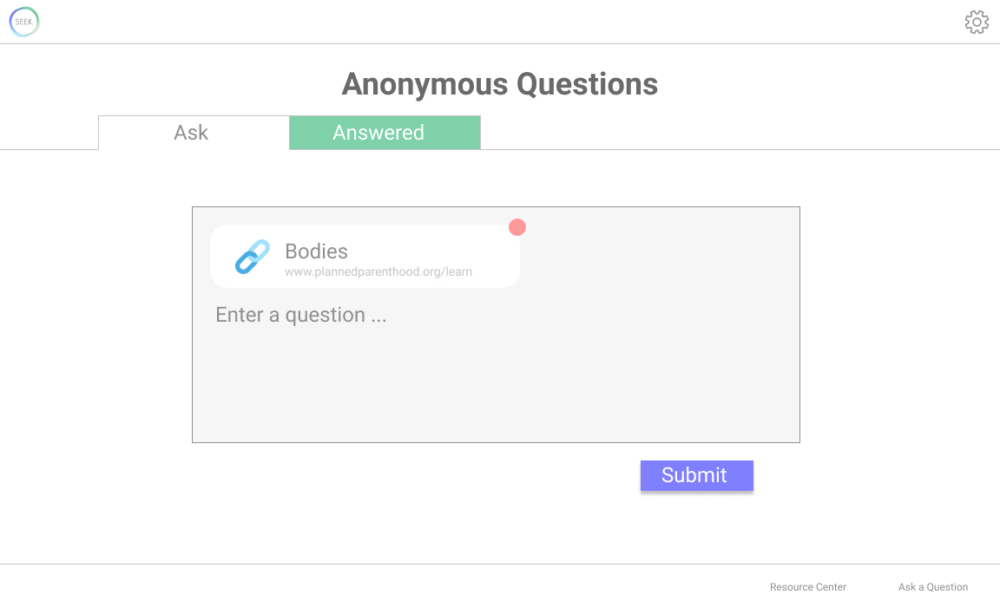 SEEK.
Anonymous Questions
Ask
Answered
Bodies
www.plannedparenthood.org/learn
Enter a question ...
Submit
Resource Center
Ask a Question